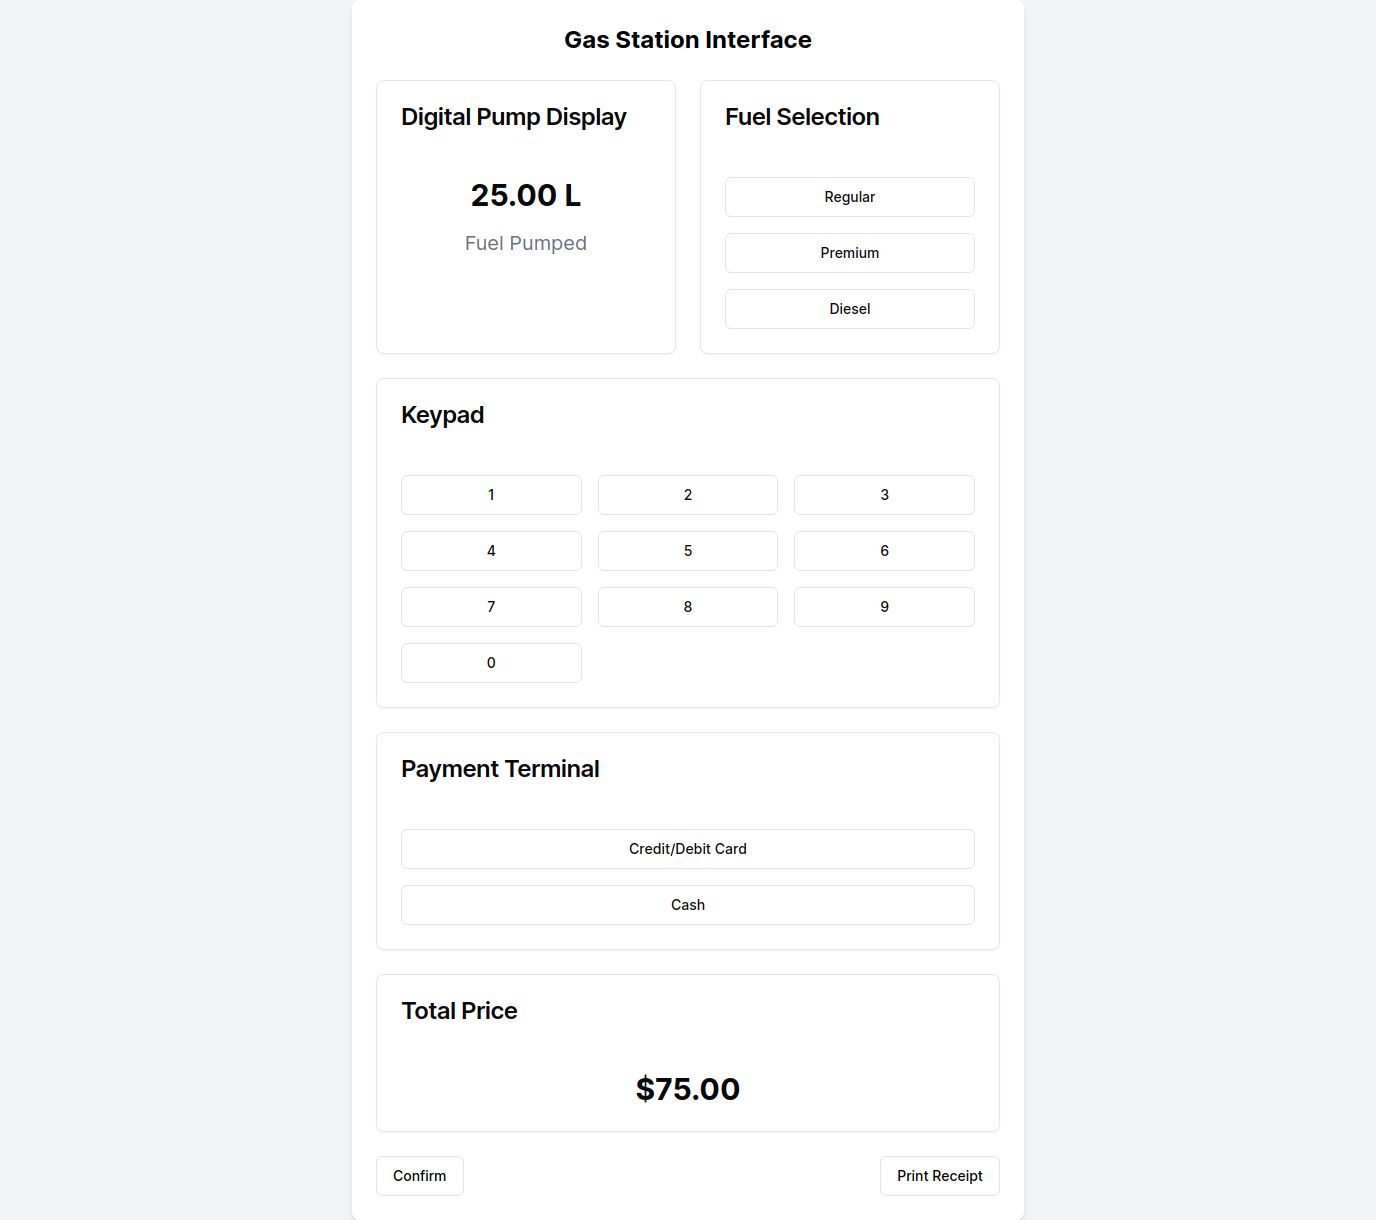 Gas Station Interface
Digital Pump Display
25.00 L
Fuel Pumped
Fuel Selection
Regular
Premium
Diesel
Keypad
1 2 3
4 5 6
7 8 9
0
Payment Terminal
Credit/Debit Card
Cash
Total Price
$75.00
Confirm
Print Receipt